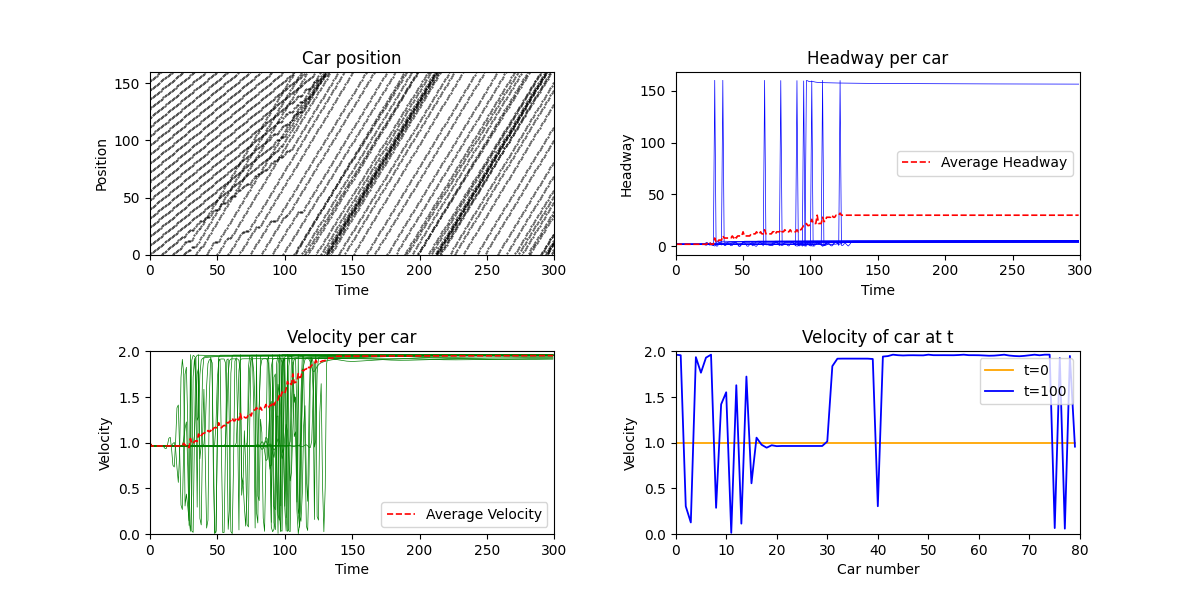 Car position
150
100
50
0
Position
0 50 100 150 200 250 300
Time
Headway per car
150
100
50
0
Headway
Average Headway
0 50 100 150 200 250 300
Time
Velocity per car
2.0
1.5
1.0
0.5
0.0
Velocity
Average Velocity
0 50 100 150 200 250 300
Time
Velocity of car at t
2.0
1.5
1.0
0.5
0.0
Velocity
t=0
t=100
0 10 20 30 40 50 60 70 80
Car number